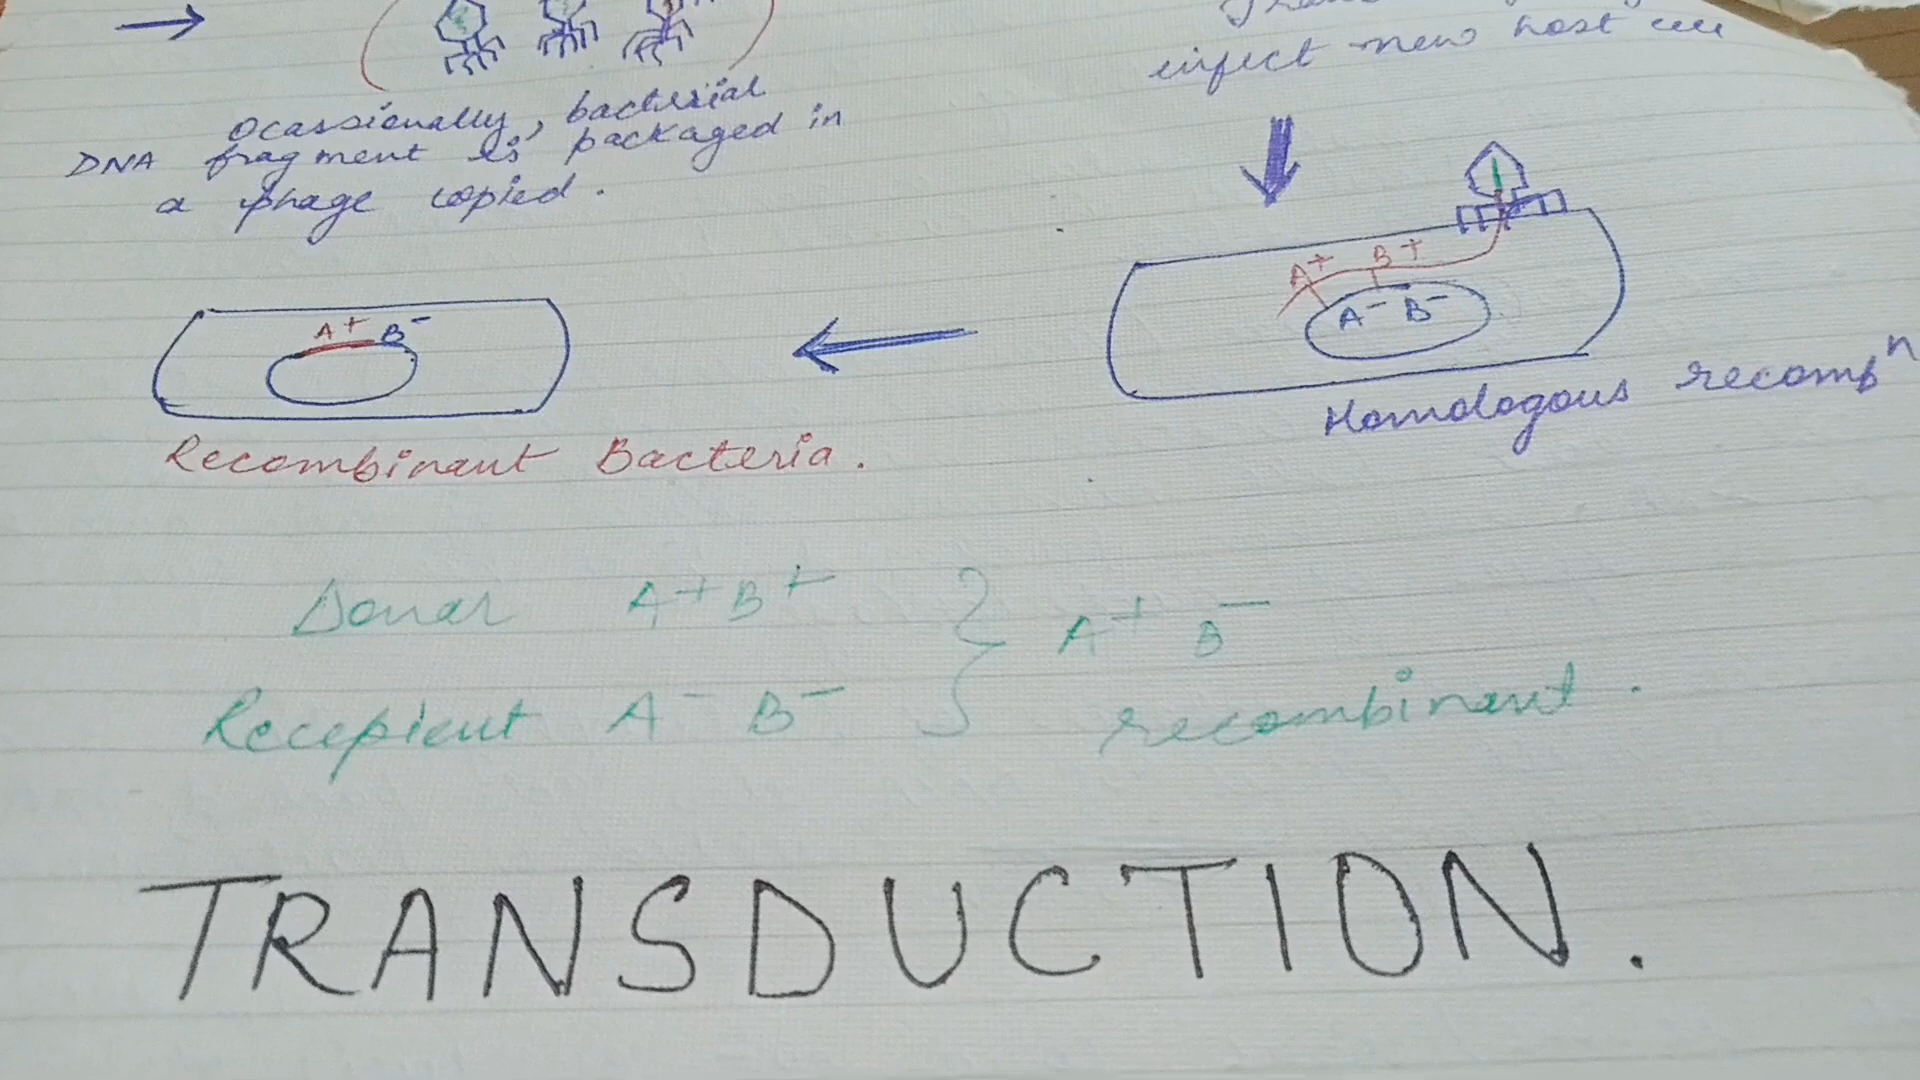 infect new host cell
ocassionally, bacterial
DNA fragment is packaged in
a phage copied.
A+ B+
A- B-
Homologous recombn
A+ B-
Recombinant Bacteria.
Donar A+B+
Recepient A- B-
A+ B-
recombinant.
TRANSDUCTION.